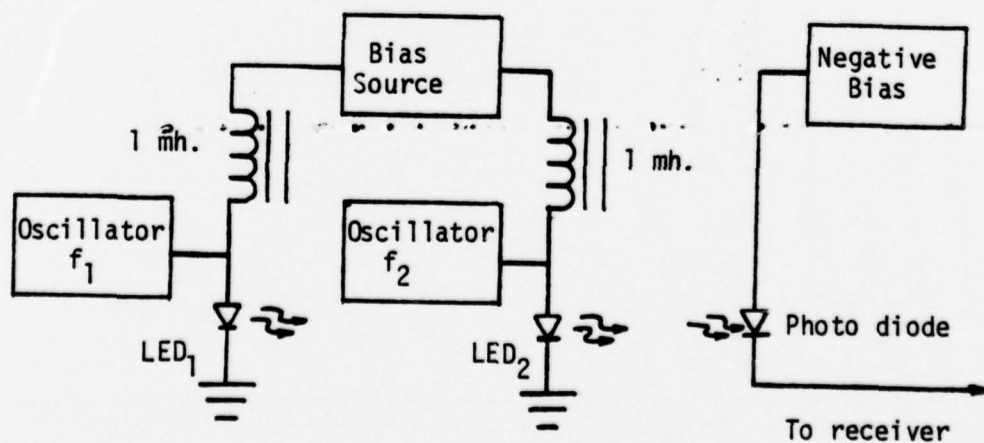 Bias
Source
Negative
Bias
1 mh.
1 mh.
Oscillator
f1
Oscillator
f2
LED1
LED2
Photo diode
To receiver